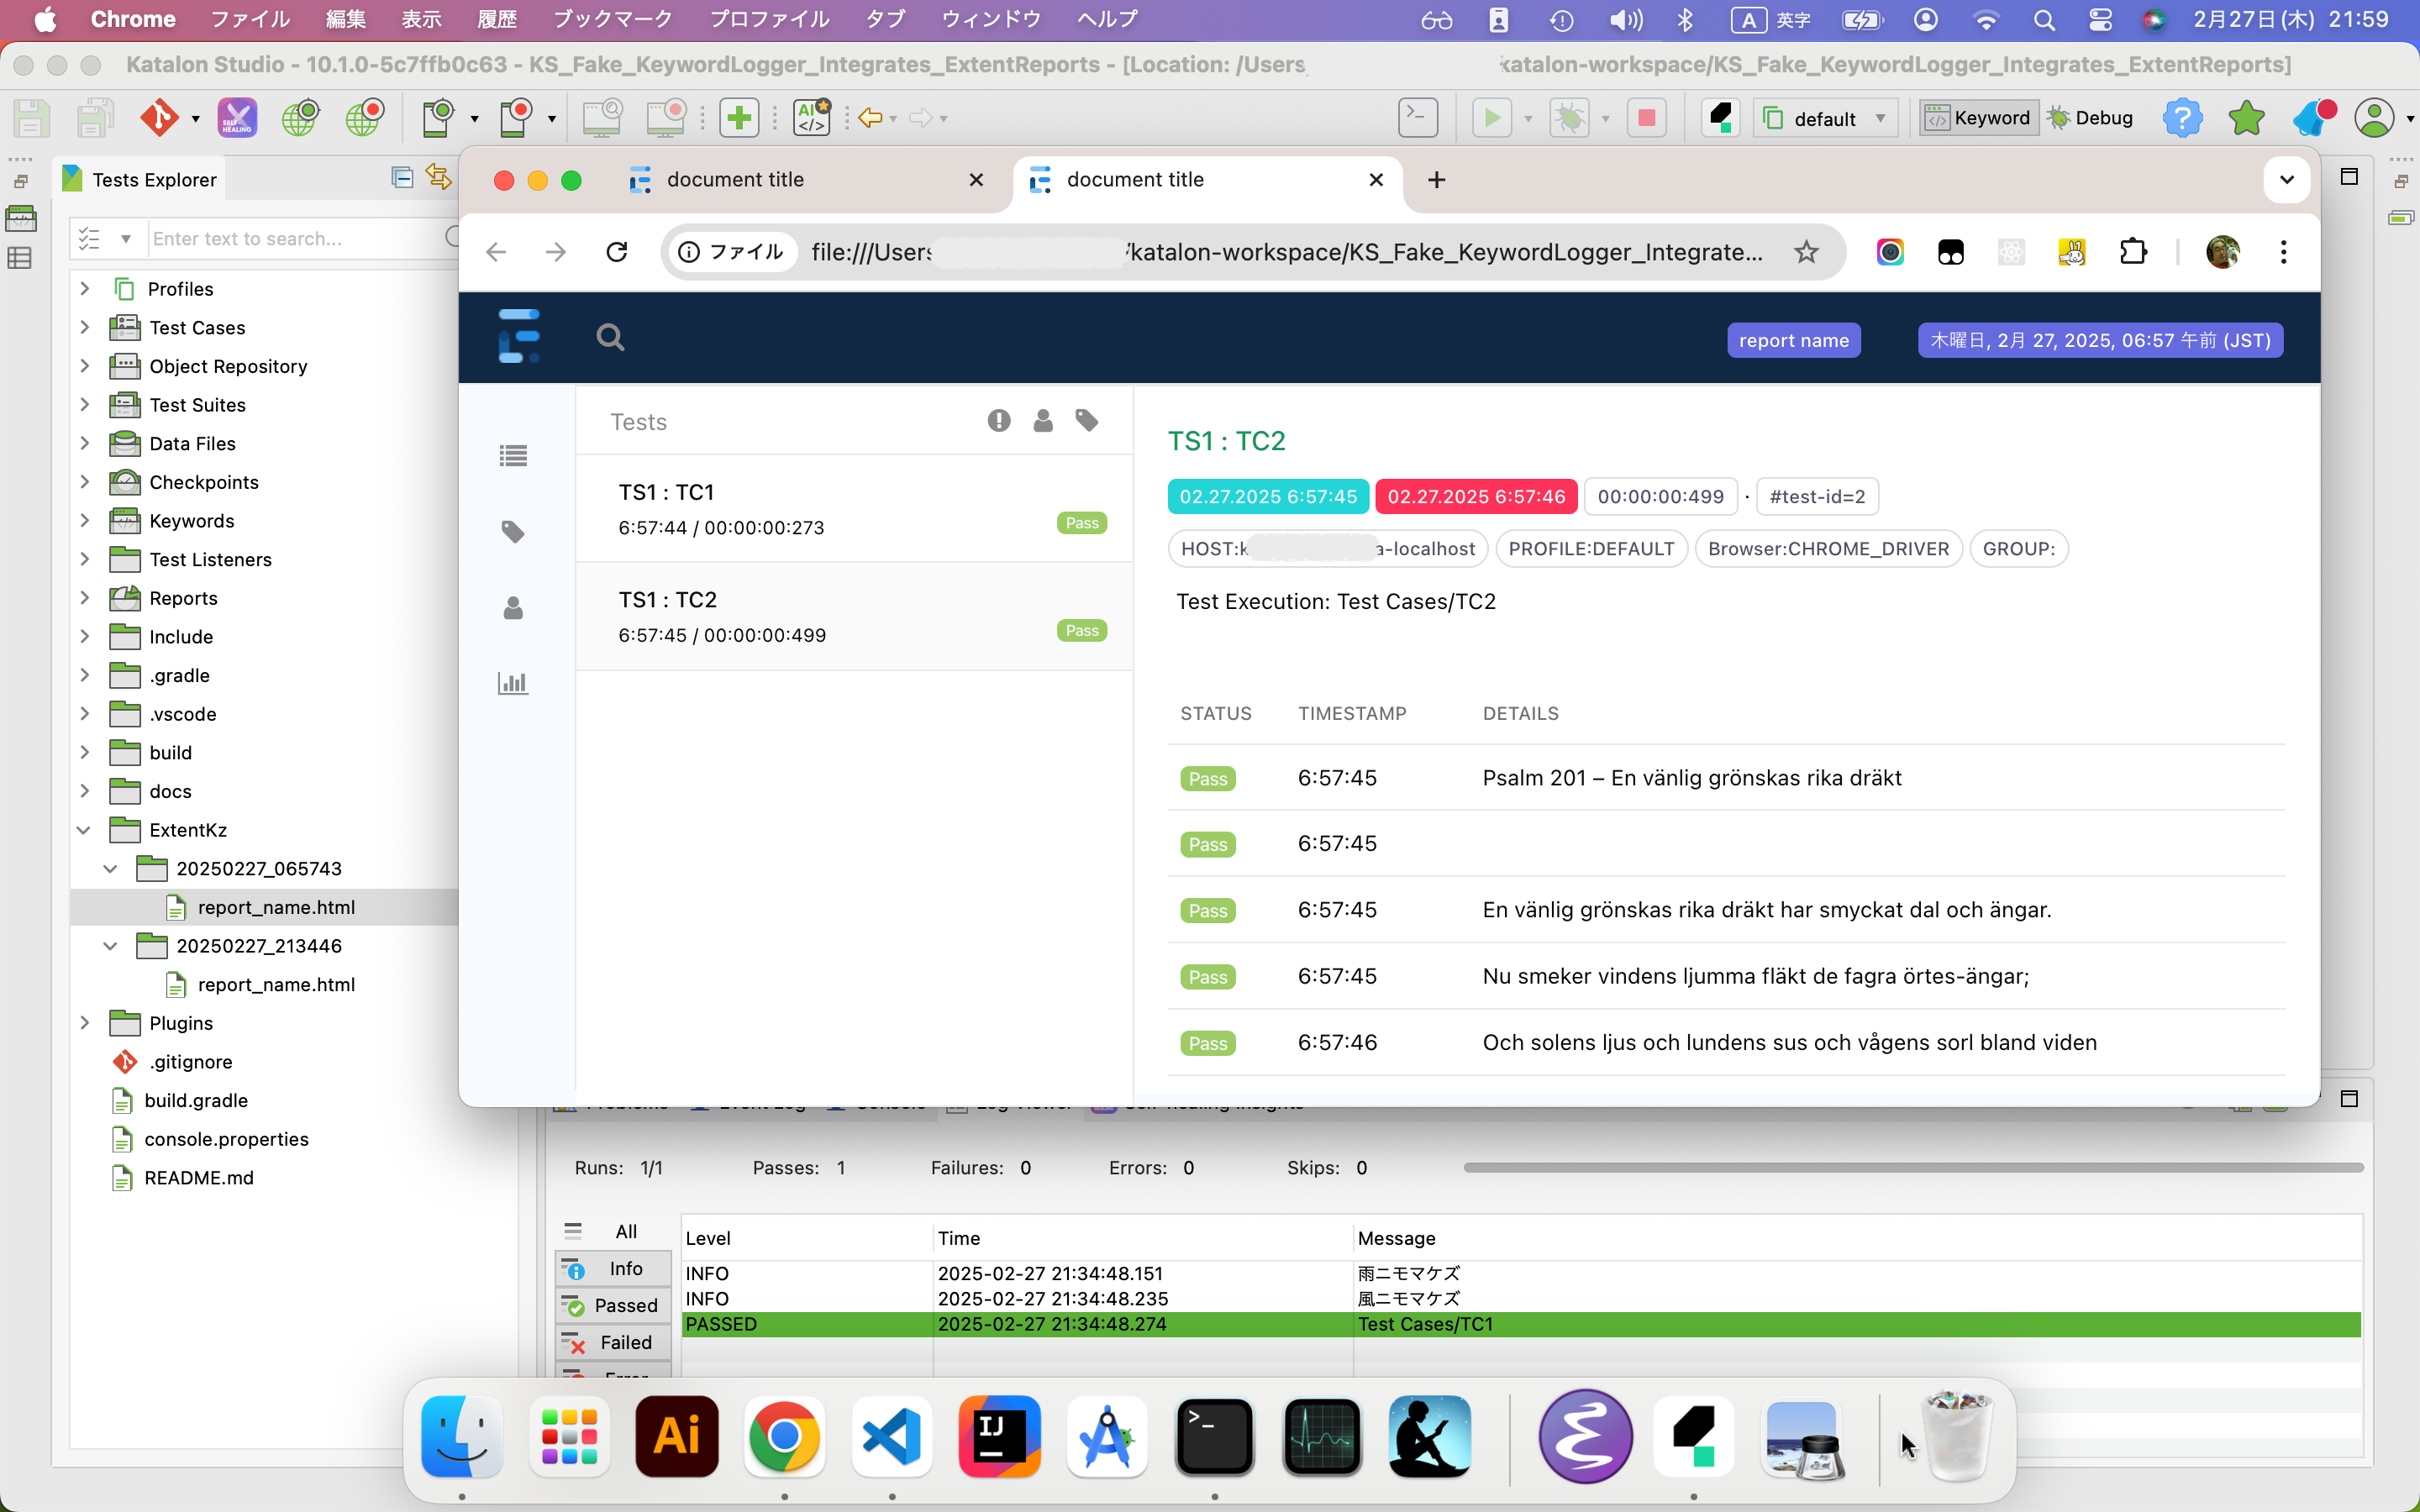 Chrome ファイル 編集 表示 履歴 ブックマーク プロファイル タブ ウィンドウ ヘルプ A 英字 2月27日(木) 21:59
Katalon Studio - 10.1.0-5c7ffb0c63 - KS_Fake_KeywordLogger_Integrates_ExtentReports - [Location: /Users katalon-workspace/KS_Fake_KeywordLogger_Integrates_ExtentReports]
SELF HEALING AI </> default Keyword Debug
Tests Explorer
Enter text to search...
Profiles
Test Cases
Object Repository
Test Suites
Data Files
Checkpoints
Keywords
Test Listeners
Reports
Include
.gradle
.vscode
build
docs
ExtentKz
20250227_065743
report_name.html
20250227_213446
report_name.html
Plugins
.gitignore
build.gradle
console.properties
README.md
document title document title
ファイル file:///Users /katalon-workspace/KS_Fake_KeywordLogger_Integrate...
report name 木曜日, 2月 27, 2025, 06:57 午前 (JST)
Tests
TS1 : TC1
6:57:44 / 00:00:00:273 Pass
TS1 : TC2
6:57:45 / 00:00:00:499 Pass
TS1 : TC2
02.27.2025 6:57:45 02.27.2025 6:57:46 00:00:00:499 · #test-id=2
HOST:k a-localhost PROFILE:DEFAULT Browser:CHROME_DRIVER GROUP:
Test Execution: Test Cases/TC2
STATUS TIMESTAMP DETAILS
Pass 6:57:45 Psalm 201 – En vänlig grönskas rika dräkt
Pass 6:57:45
Pass 6:57:45 En vänlig grönskas rika dräkt har smyckat dal och ängar.
Pass 6:57:45 Nu smeker vindens ljumma fläkt de fagra örtes-ängar;
Pass 6:57:46 Och solens ljus och lundens sus och vågens sorl bland viden
Runs: 1/1 Passes: 1 Failures: 0 Errors: 0 Skips: 0
All
Info
Passed
Failed
Level Time Message
INFO 2025-02-27 21:34:48.151 雨ニモマケズ
INFO 2025-02-27 21:34:48.235 風ニモマケズ
PASSED 2025-02-27 21:34:48.274 Test Cases/TC1
Ai IJ